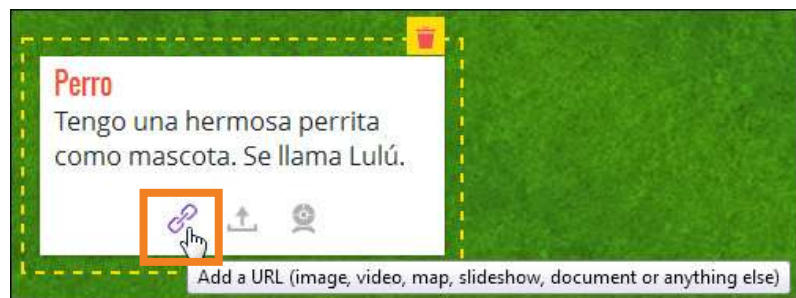 Perro
Tengo una hermosa perrita
como mascota. Se llama Lulú.
Add a URL (image, video, map, slideshow, document or anything else)